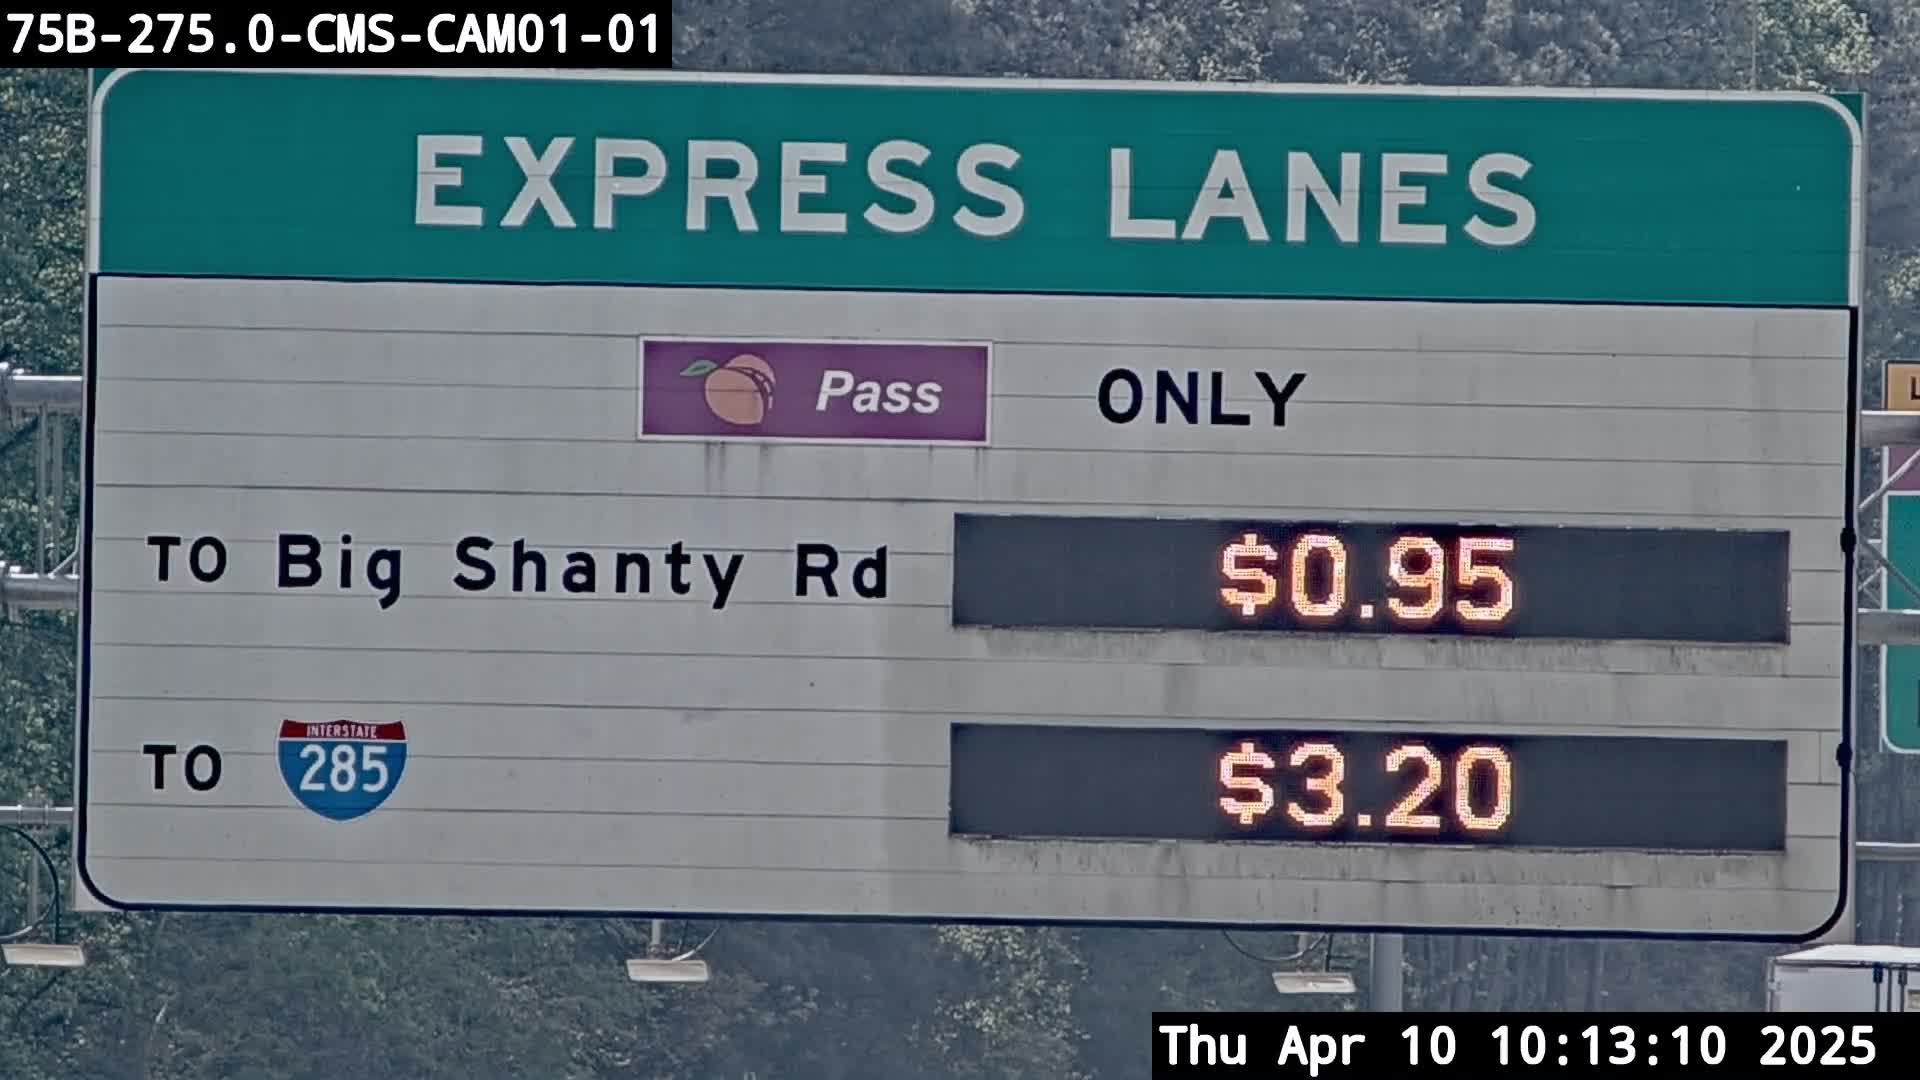 75B-275.0-CMS-CAM01-01
EXPRESS LANES
Pass ONLY
TO Big Shanty Rd $0.95
TO INTERSTATE 285 $3.20
Thu Apr 10 10:13:10 2025